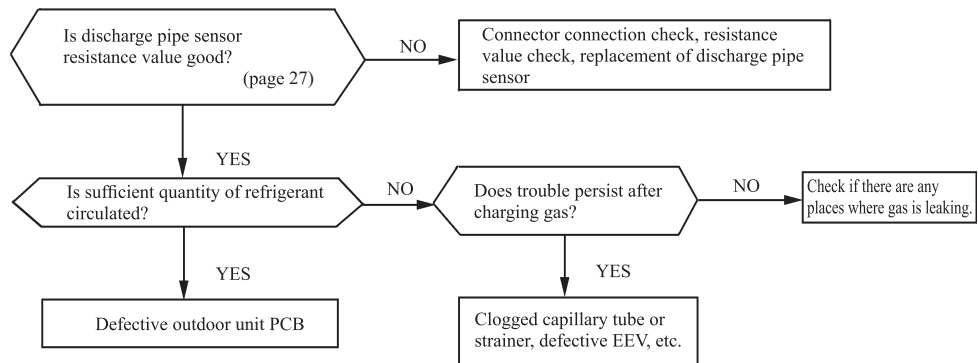 Is discharge pipe sensor
resistance value good?
(page 27)
NO
Connector connection check, resistance
value check, replacement of discharge pipe
sensor
YES
Is sufficient quantity of refrigerant
circulated?
NO
Does trouble persist after
charging gas?
NO
Check if there are any
places where gas is leaking.
YES
YES
Defective outdoor unit PCB
Clogged capillary tube or
strainer, defective EEV, etc.